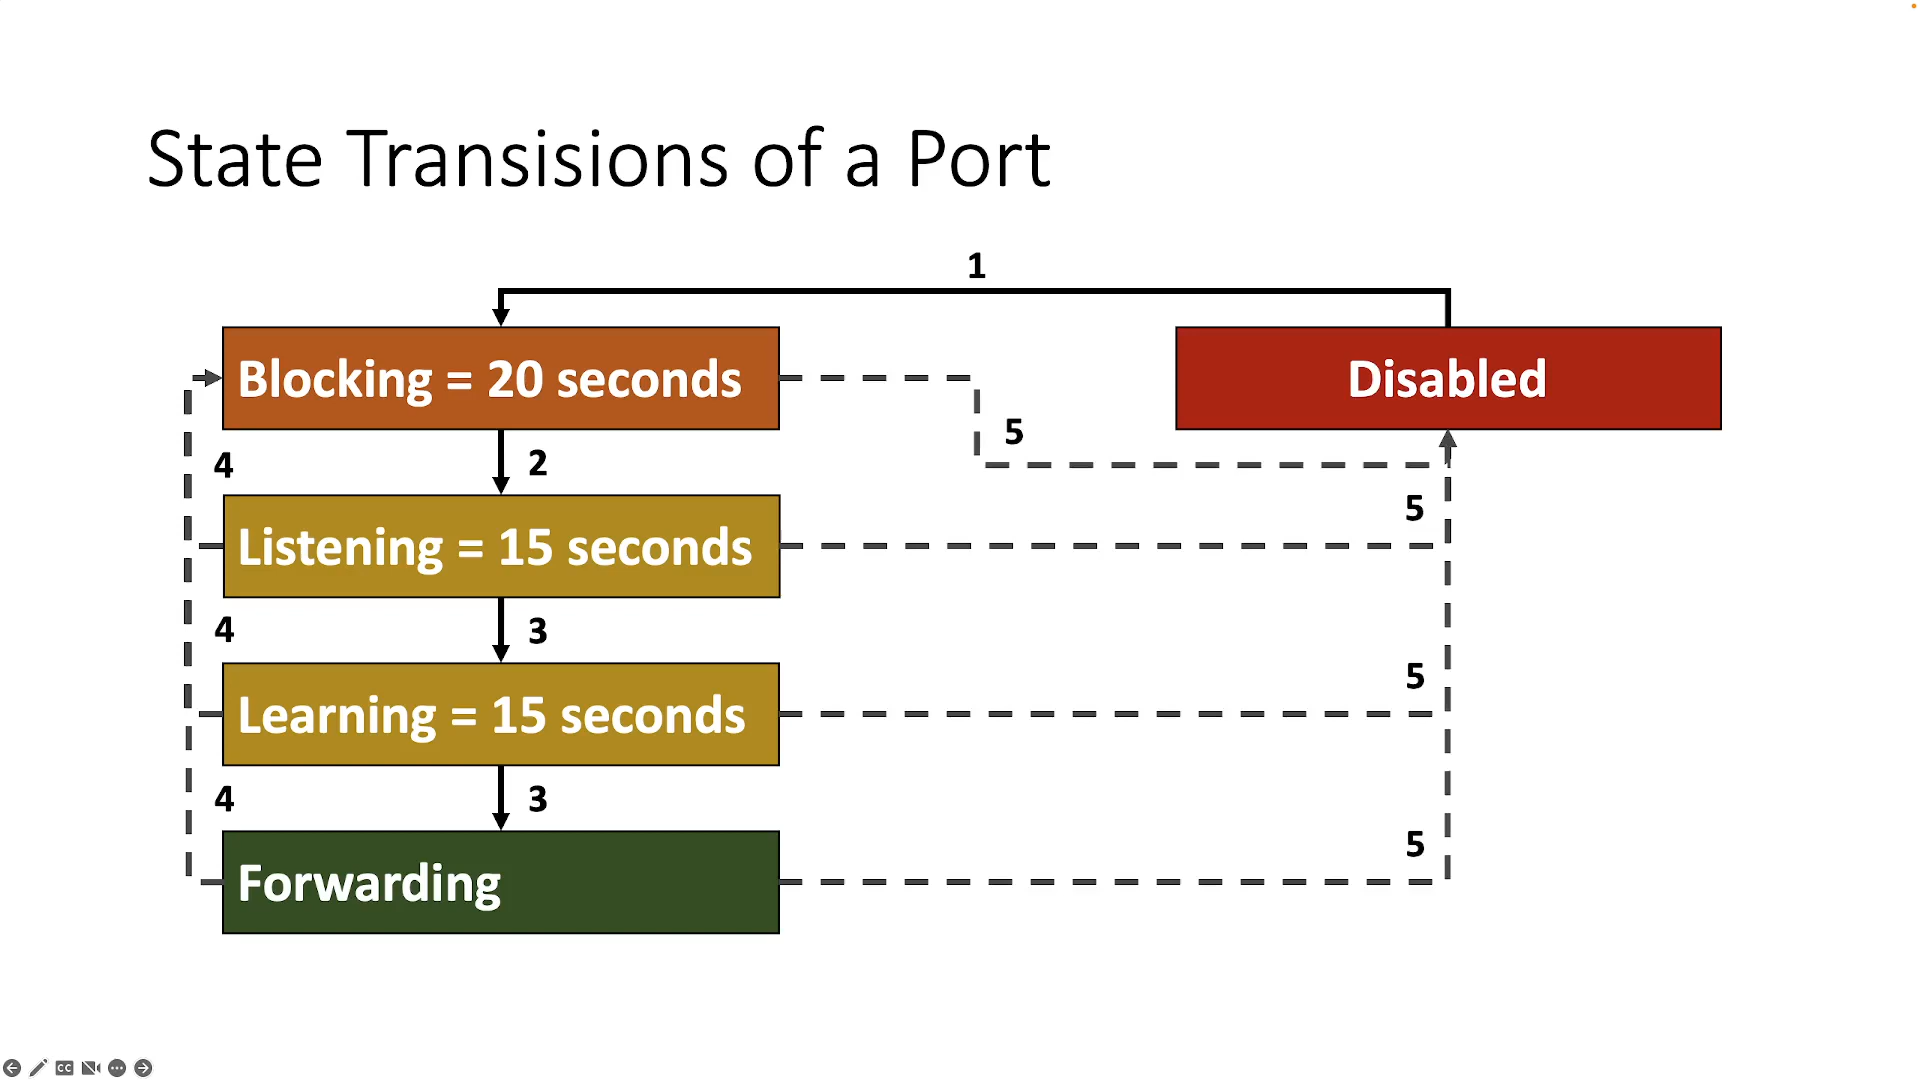 State Transisions of a Port
1
Blocking = 20 seconds
Disabled
5
4
2
5
Listening = 15 seconds
4
3
5
Learning = 15 seconds
4
3
5
Forwarding
CC